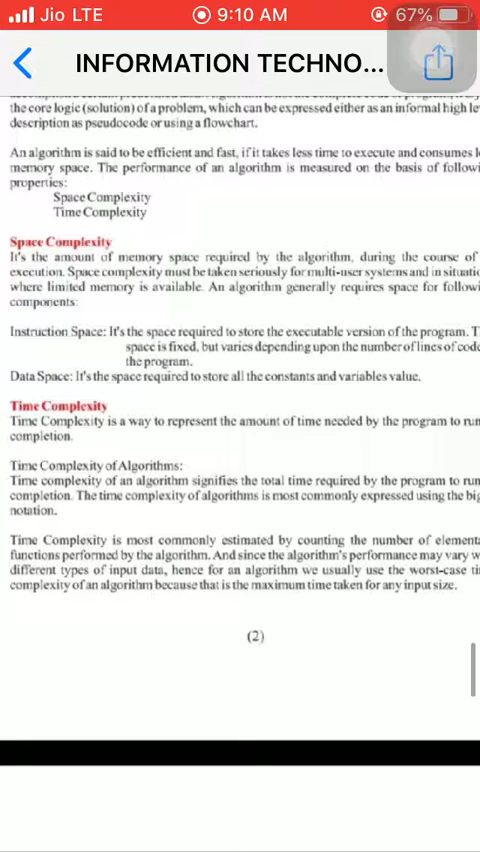 Jio LTE 9:10 AM 67%
INFORMATION TECHNO...
the core logic (solution) of a problem, which can be expressed either as an informal high le
description as pseudocode or using a flowchart.
An algorithm is said to be efficient and fast, if it takes less time to execute and consumes l
memory space. The performance of an algorithm is measured on the basis of followi
properties:
Space Complexity
Time Complexity
Space Complexity
It's the amount of memory space required by the algorithm, during the course of
execution. Space complexity must be taken seriously for multi-user systems and in situatio
where limited memory is available. An algorithm generally requires space for followi
components:
Instruction Space: It's the space required to store the executable version of the program. T
space is fixed, but varies depending upon the number of lines of code
the program.
Data Space: It's the space required to store all the constants and variables value.
Time Complexity
Time Complexity is a way to represent the amount of time needed by the program to run
completion.
Time Complexity of Algorithms:
Time complexity of an algorithm signifies the total time required by the program to run
completion. The time complexity of algorithms is most commonly expressed using the big
notation.
Time Complexity is most commonly estimated by counting the number of elementa
functions performed by the algorithm. And since the algorithm's performance may vary w
different types of input data, hence for an algorithm we usually use the worst-case ti
complexity of an algorithm because that is the maximum time taken for any input size.
(2)